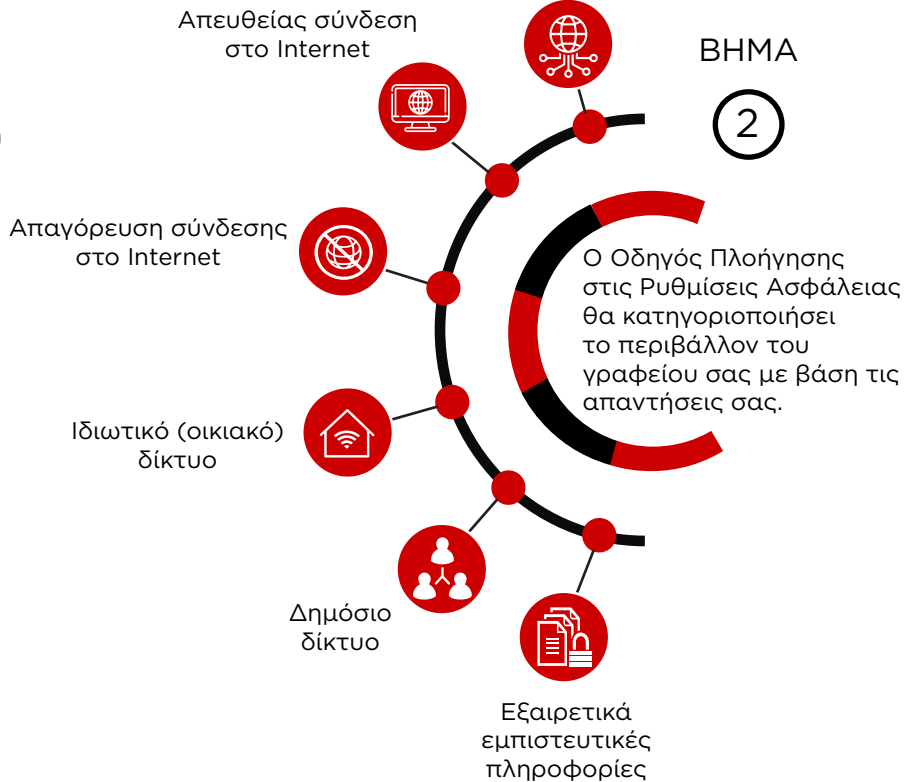 Απευθείας σύνδεση
στο Internet
ΒΗΜΑ
2
Απαγόρευση σύνδεσης
στο Internet
Ο Οδηγός Πλοήγησης
στις Ρυθμίσεις Ασφάλειας
θα κατηγοριοποιήσει
το περιβάλλον του
γραφείου σας με βάση τις
απαντήσεις σας.
Ιδιωτικό (οικιακό)
δίκτυο
Δημόσιο
δίκτυο
Εξαιρετικά
εμπιστευτικές
πληροφορίες